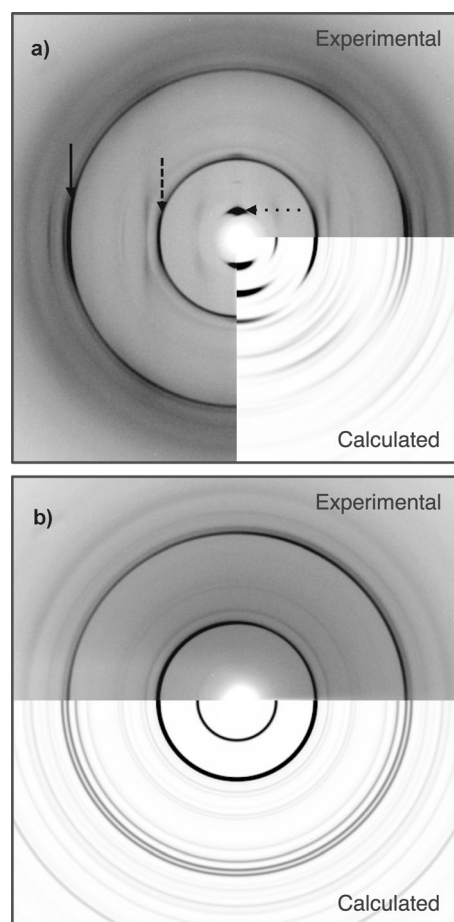 Experimental
a)
Calculated
Experimental
b)
Calculated